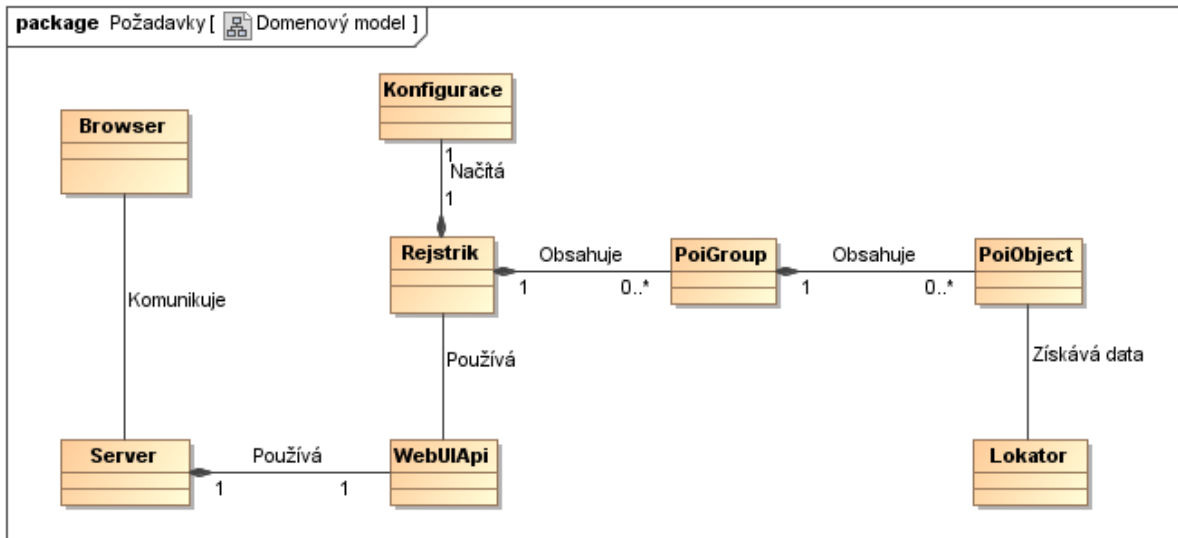 package Požadavky [ Domenový model ]
Konfigurace
Browser
1
Načítá
1
Rejstrik
Obsahuje
1
0..*
PoiGroup
Obsahuje
1
0..*
PoiObject
Komunikuje
Používá
Získává data
Server
Používá
1
1
WebUIApi
Lokator